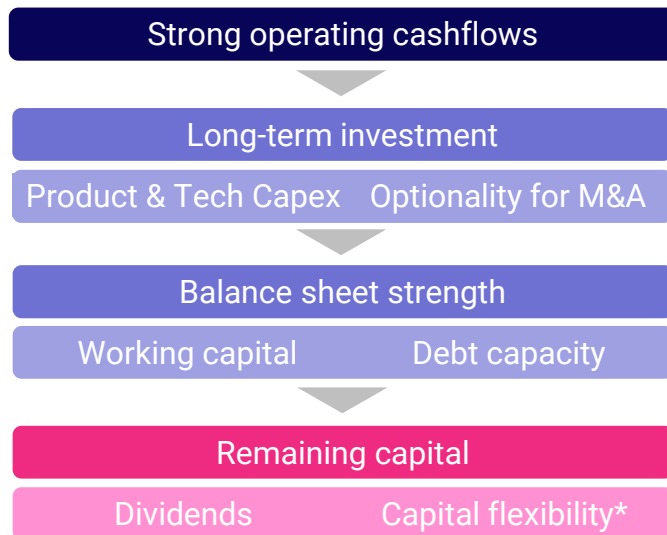 Strong operating cashflows
Long-term investment
Product & Tech Capex Optionality for M&A
Balance sheet strength
Working capital Debt capacity
Remaining capital
Dividends Capital flexibility*